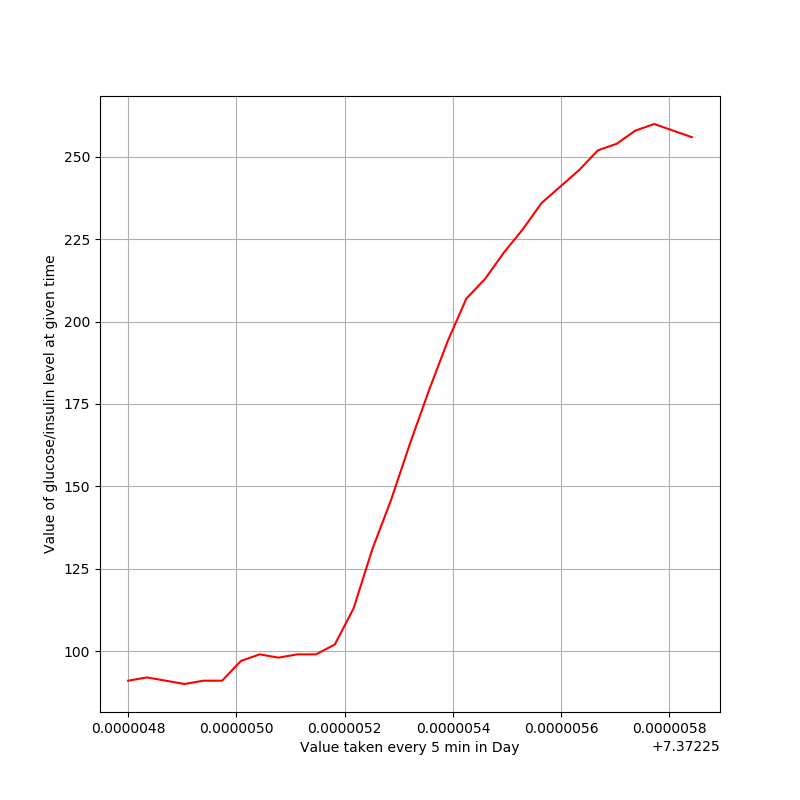 250
225
200
175
150
125
100
Value of glucose/insulin level at given time
0.0000048 0.0000050 0.0000052 0.0000054 0.0000056 0.0000058
Value taken every 5 min in Day
+7.37225